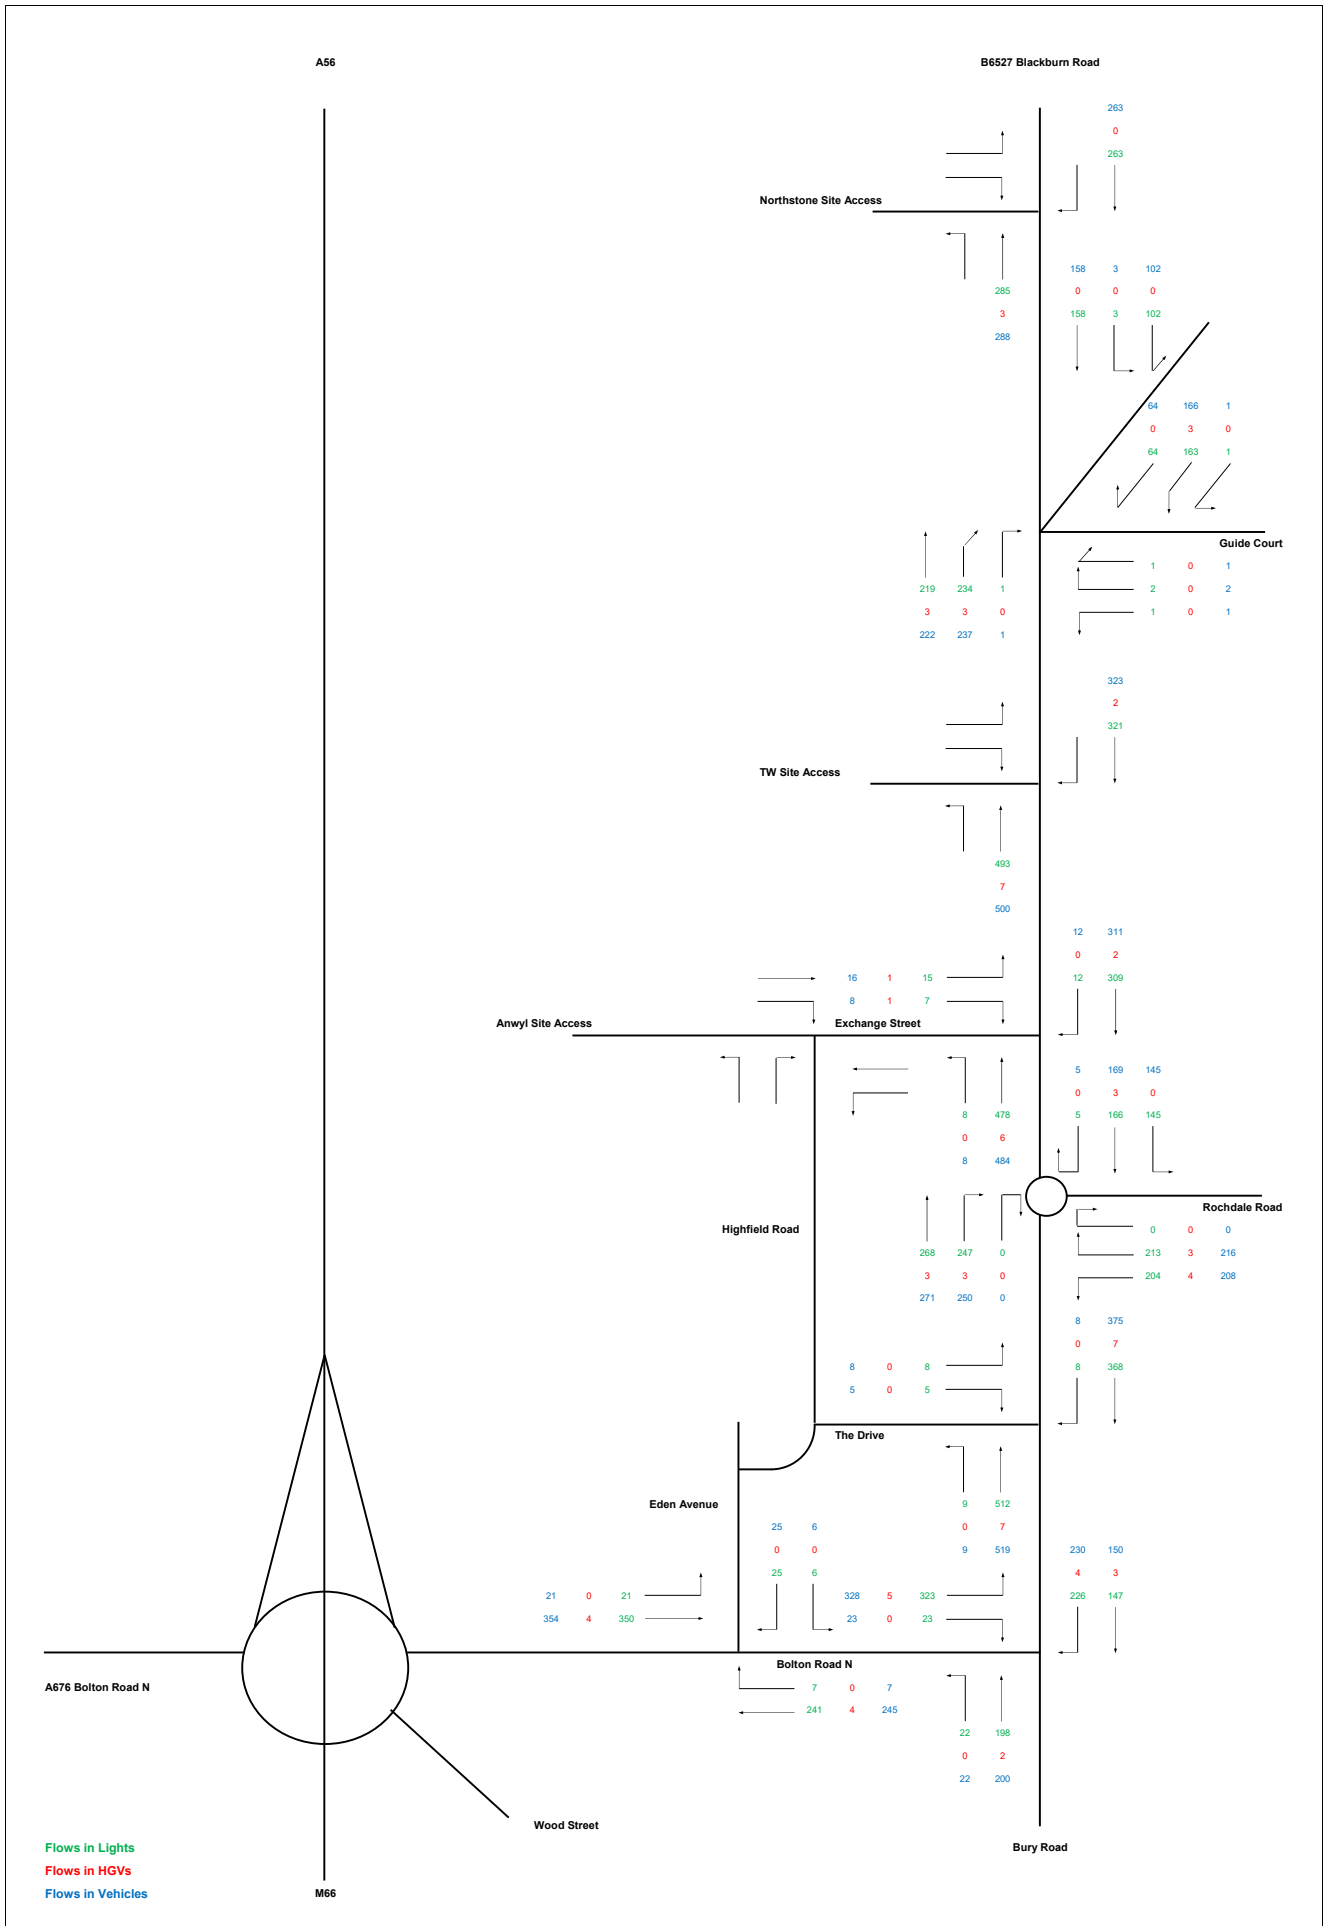 A56 B6527 Blackburn Road
263
0
263
Northstone Site Access
158 3 102
285 0 0 0
3 158 3 102
288
64 166 1
0 3 0
64 163 1
Guide Court
1 0 1
219 234 1 2 0 2
3 3 0 1 0 1
222 237 1
323
2
321
TW Site Access
493
7
500
12 311
0 2
16 1 15 12 309
8 1 7
Anwyl Site Access Exchange Street
5 169 145
0 3 0
8 478 5 166 145
0 6
8 484
Rochdale Road
Highfield Road 0 0 0
268 247 0 213 3 216
3 3 0 204 4 208
271 250 0
8 375
0 7
8 0 8 8 368
5 0 5
The Drive
Eden Avenue 9 512
25 6 0 7
0 0 9 519 230 150
25 6 4 3
21 0 21 328 5 323 226 147
354 4 350 23 0 23
Bolton Road N
A676 Bolton Road N 7 0 7
241 4 245
22 198
0 2
22 200
Wood Street
Flows in Lights Bury Road
Flows in HGVs
Flows in Vehicles M66